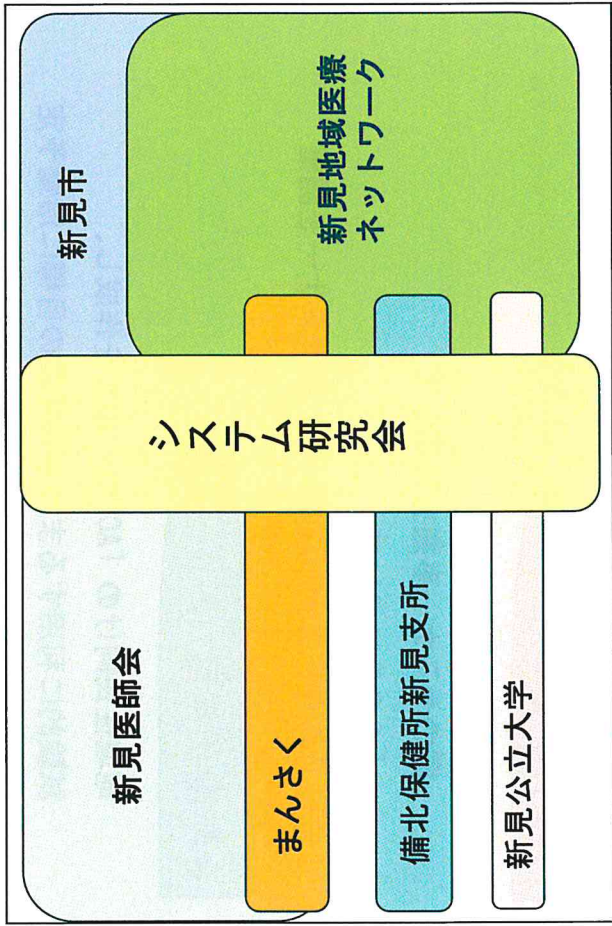 新見医師会
新見市
システム研究会
新見地域医療
ネットワーク
まんさく
備北保健所新見支所
新見公立大学